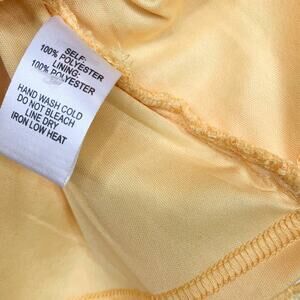 SELF:
100% POLYESTER
LINING:
100% POLYESTER
HAND WASH COLD
DO NOT BLEACH
LINE DRY
IRON LOW HEAT